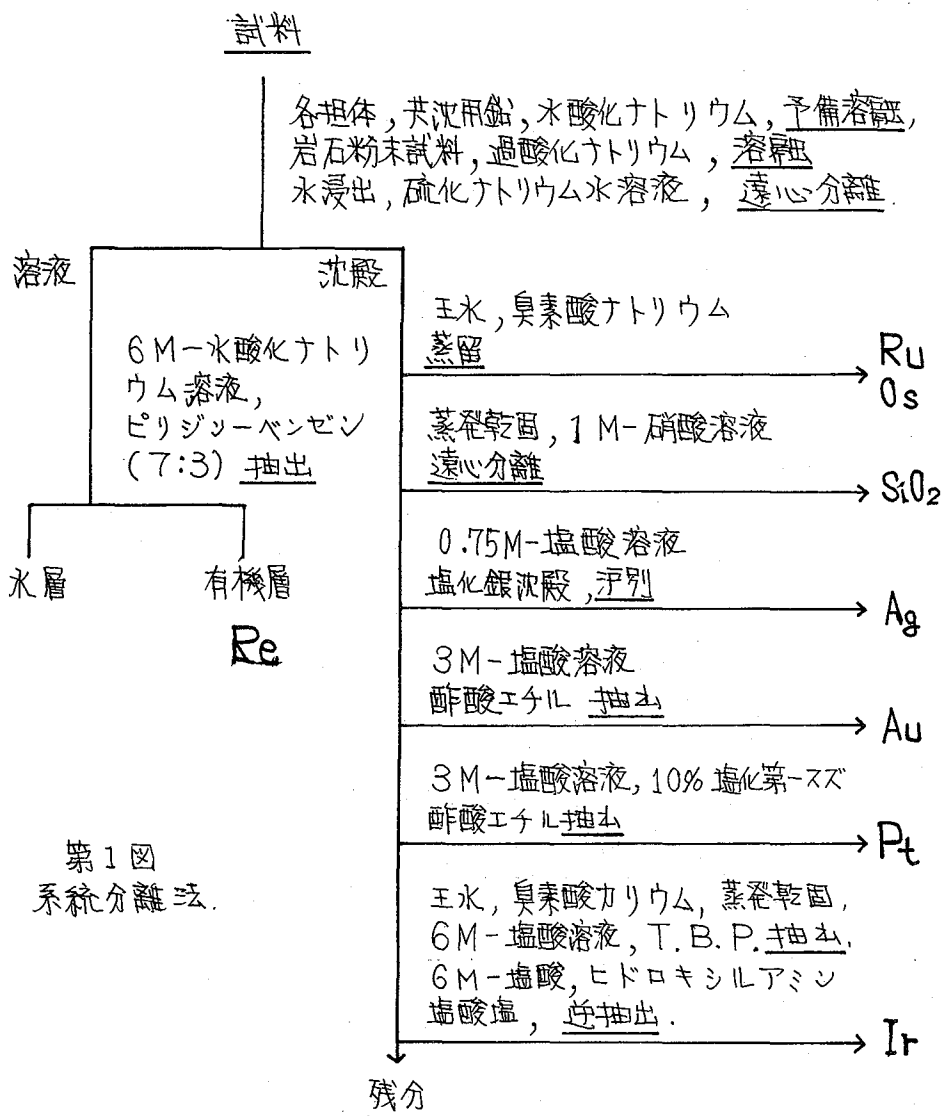 試料
各担体,共沈用鉛,水酸化ナトリウム,予備溶融,
岩石粉末試料,過酸化ナトリウム,溶融
水浸出,硫化ナトリウム水溶液,遠心分離.
溶液
沈殿
6M-水酸化ナトリ
ウム溶液,
ピリジン-ベンゼン
(7:3) 抽出
水層
有機層
Re
王水,臭素酸ナトリウム
蒸留
Ru
Os
蒸発乾固,1M-硝酸溶液
遠心分離
SiO₂
0.75M-塩酸溶液
塩化銀沈殿,沪別
Ag
3M-塩酸溶液
酢酸エチル 抽出
Au
3M-塩酸溶液,10%塩化第一スズ
酢酸エチル抽出
Pt
王水,臭素酸カリウム,蒸発乾固,
6M-塩酸溶液,T.B.P.抽出,
6M-塩酸,ヒドロキシルアミン
塩酸塩,逆抽出.
Ir
残分
第1図
系統分離法.